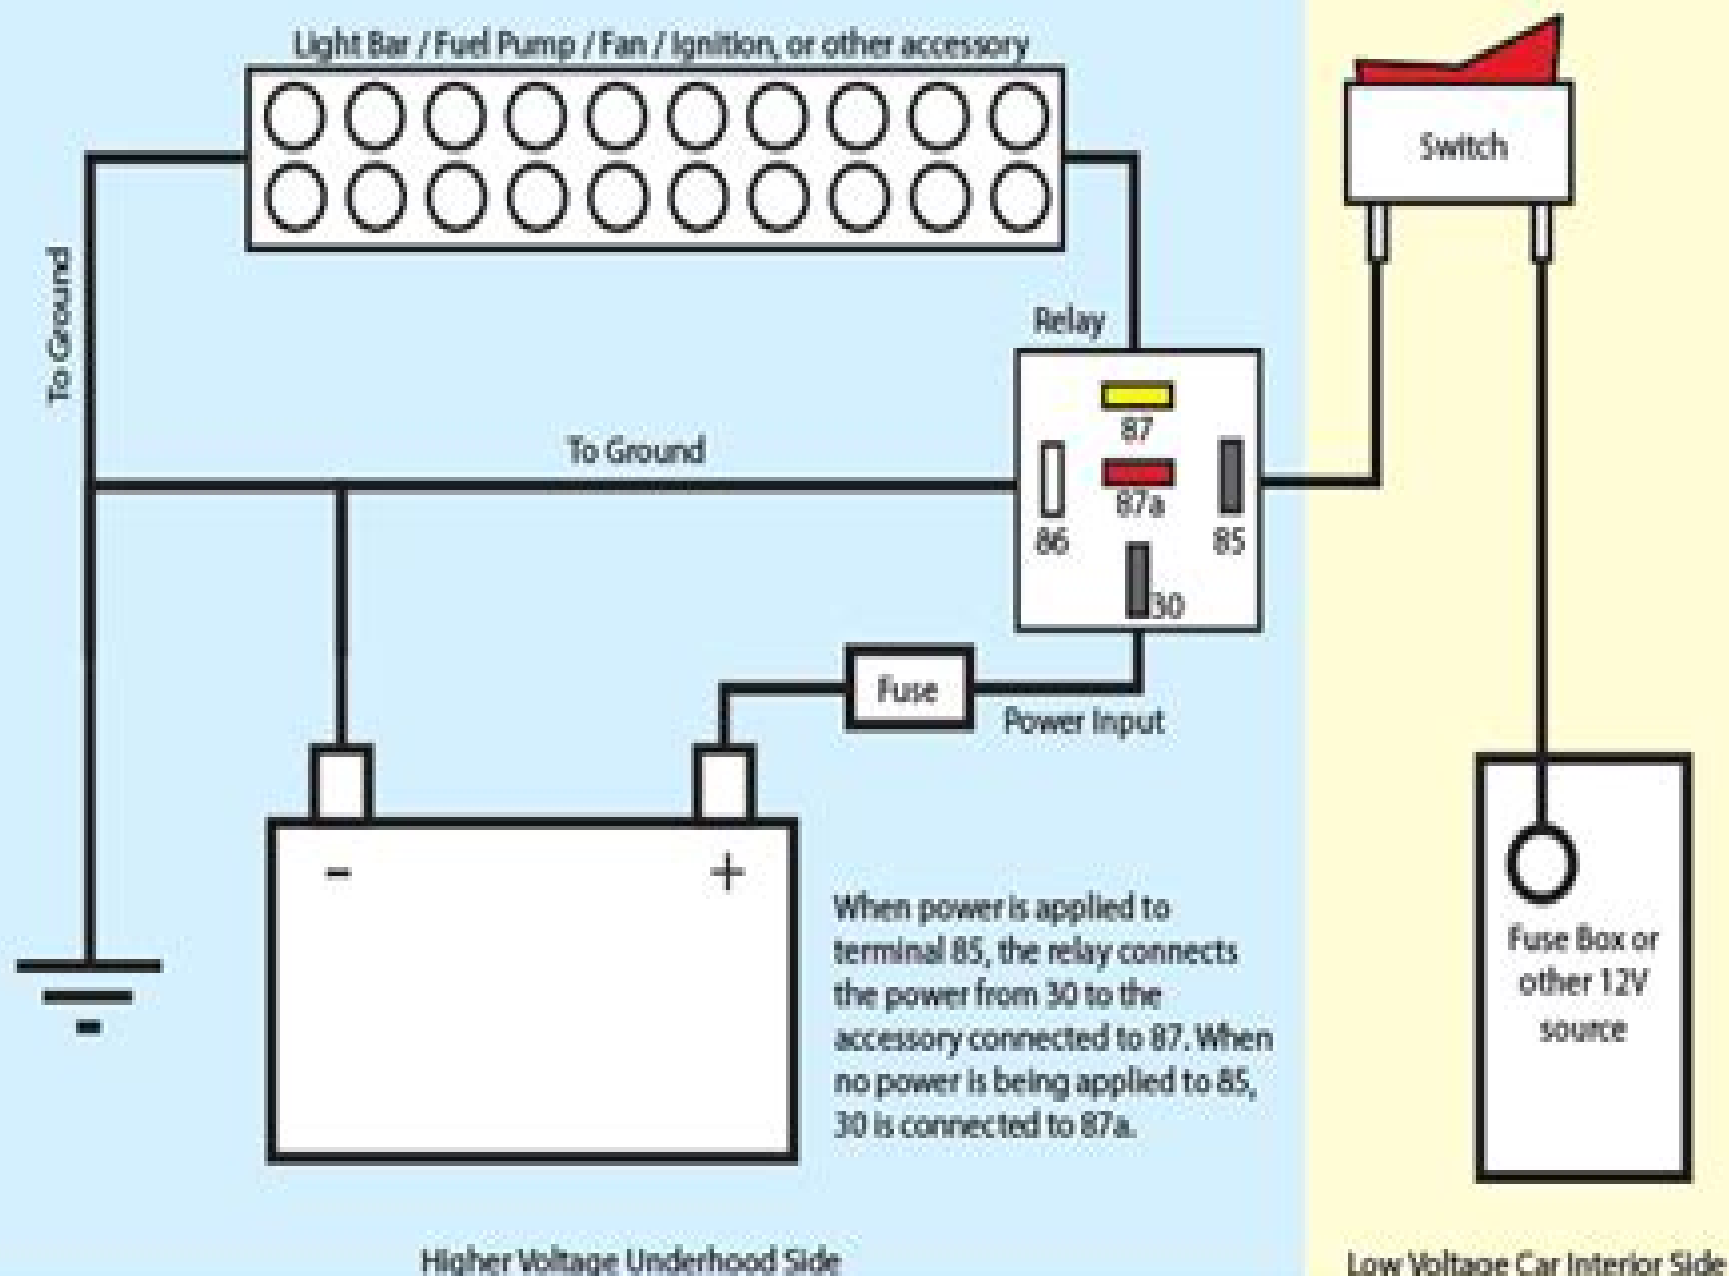 Light Bar / Fuel Pump / Fan / Ignition, or other accessory
Switch
To Ground
Relay
87
To Ground
87a
86
85
30
Fuse
Power Input
-
+
When power is applied to
terminal 85, the relay connects
the power from 30 to the
accessory connected to 87. When
no power is being applied to 85,
30 is connected to 87a.
Fuse Box or
other 12V
source
Higher Voltage Underhood Side
Low Voltage Car Interior Side